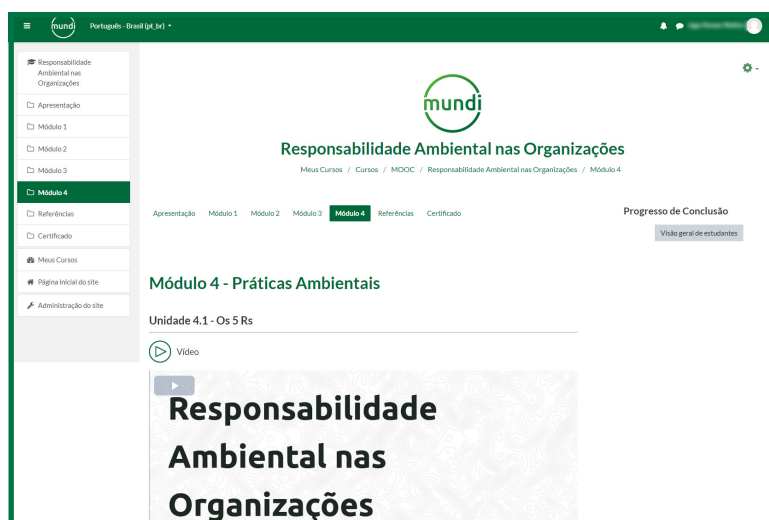 mundi
Português - Brasil (pt_br)
Responsabilidade
Ambiental nas
Organizações
Apresentação
Módulo 1
Módulo 2
Módulo 3
Módulo 4
Referências
Certificado
Meus Cursos
Página inicial do site
Administração do site
mundi
Responsabilidade Ambiental nas Organizações
Meus Cursos / Cursos / MOOC / Responsabilidade Ambiental nas Organizações / Módulo 4
Apresentação Módulo 1 Módulo 2 Módulo 3 Módulo 4 Referências Certificado
Progresso de Conclusão
Visão geral de estudantes
Módulo 4 - Práticas Ambientais
Unidade 4.1 - Os 5 Rs
Vídeo
Responsabilidade
Ambiental nas
Organizações